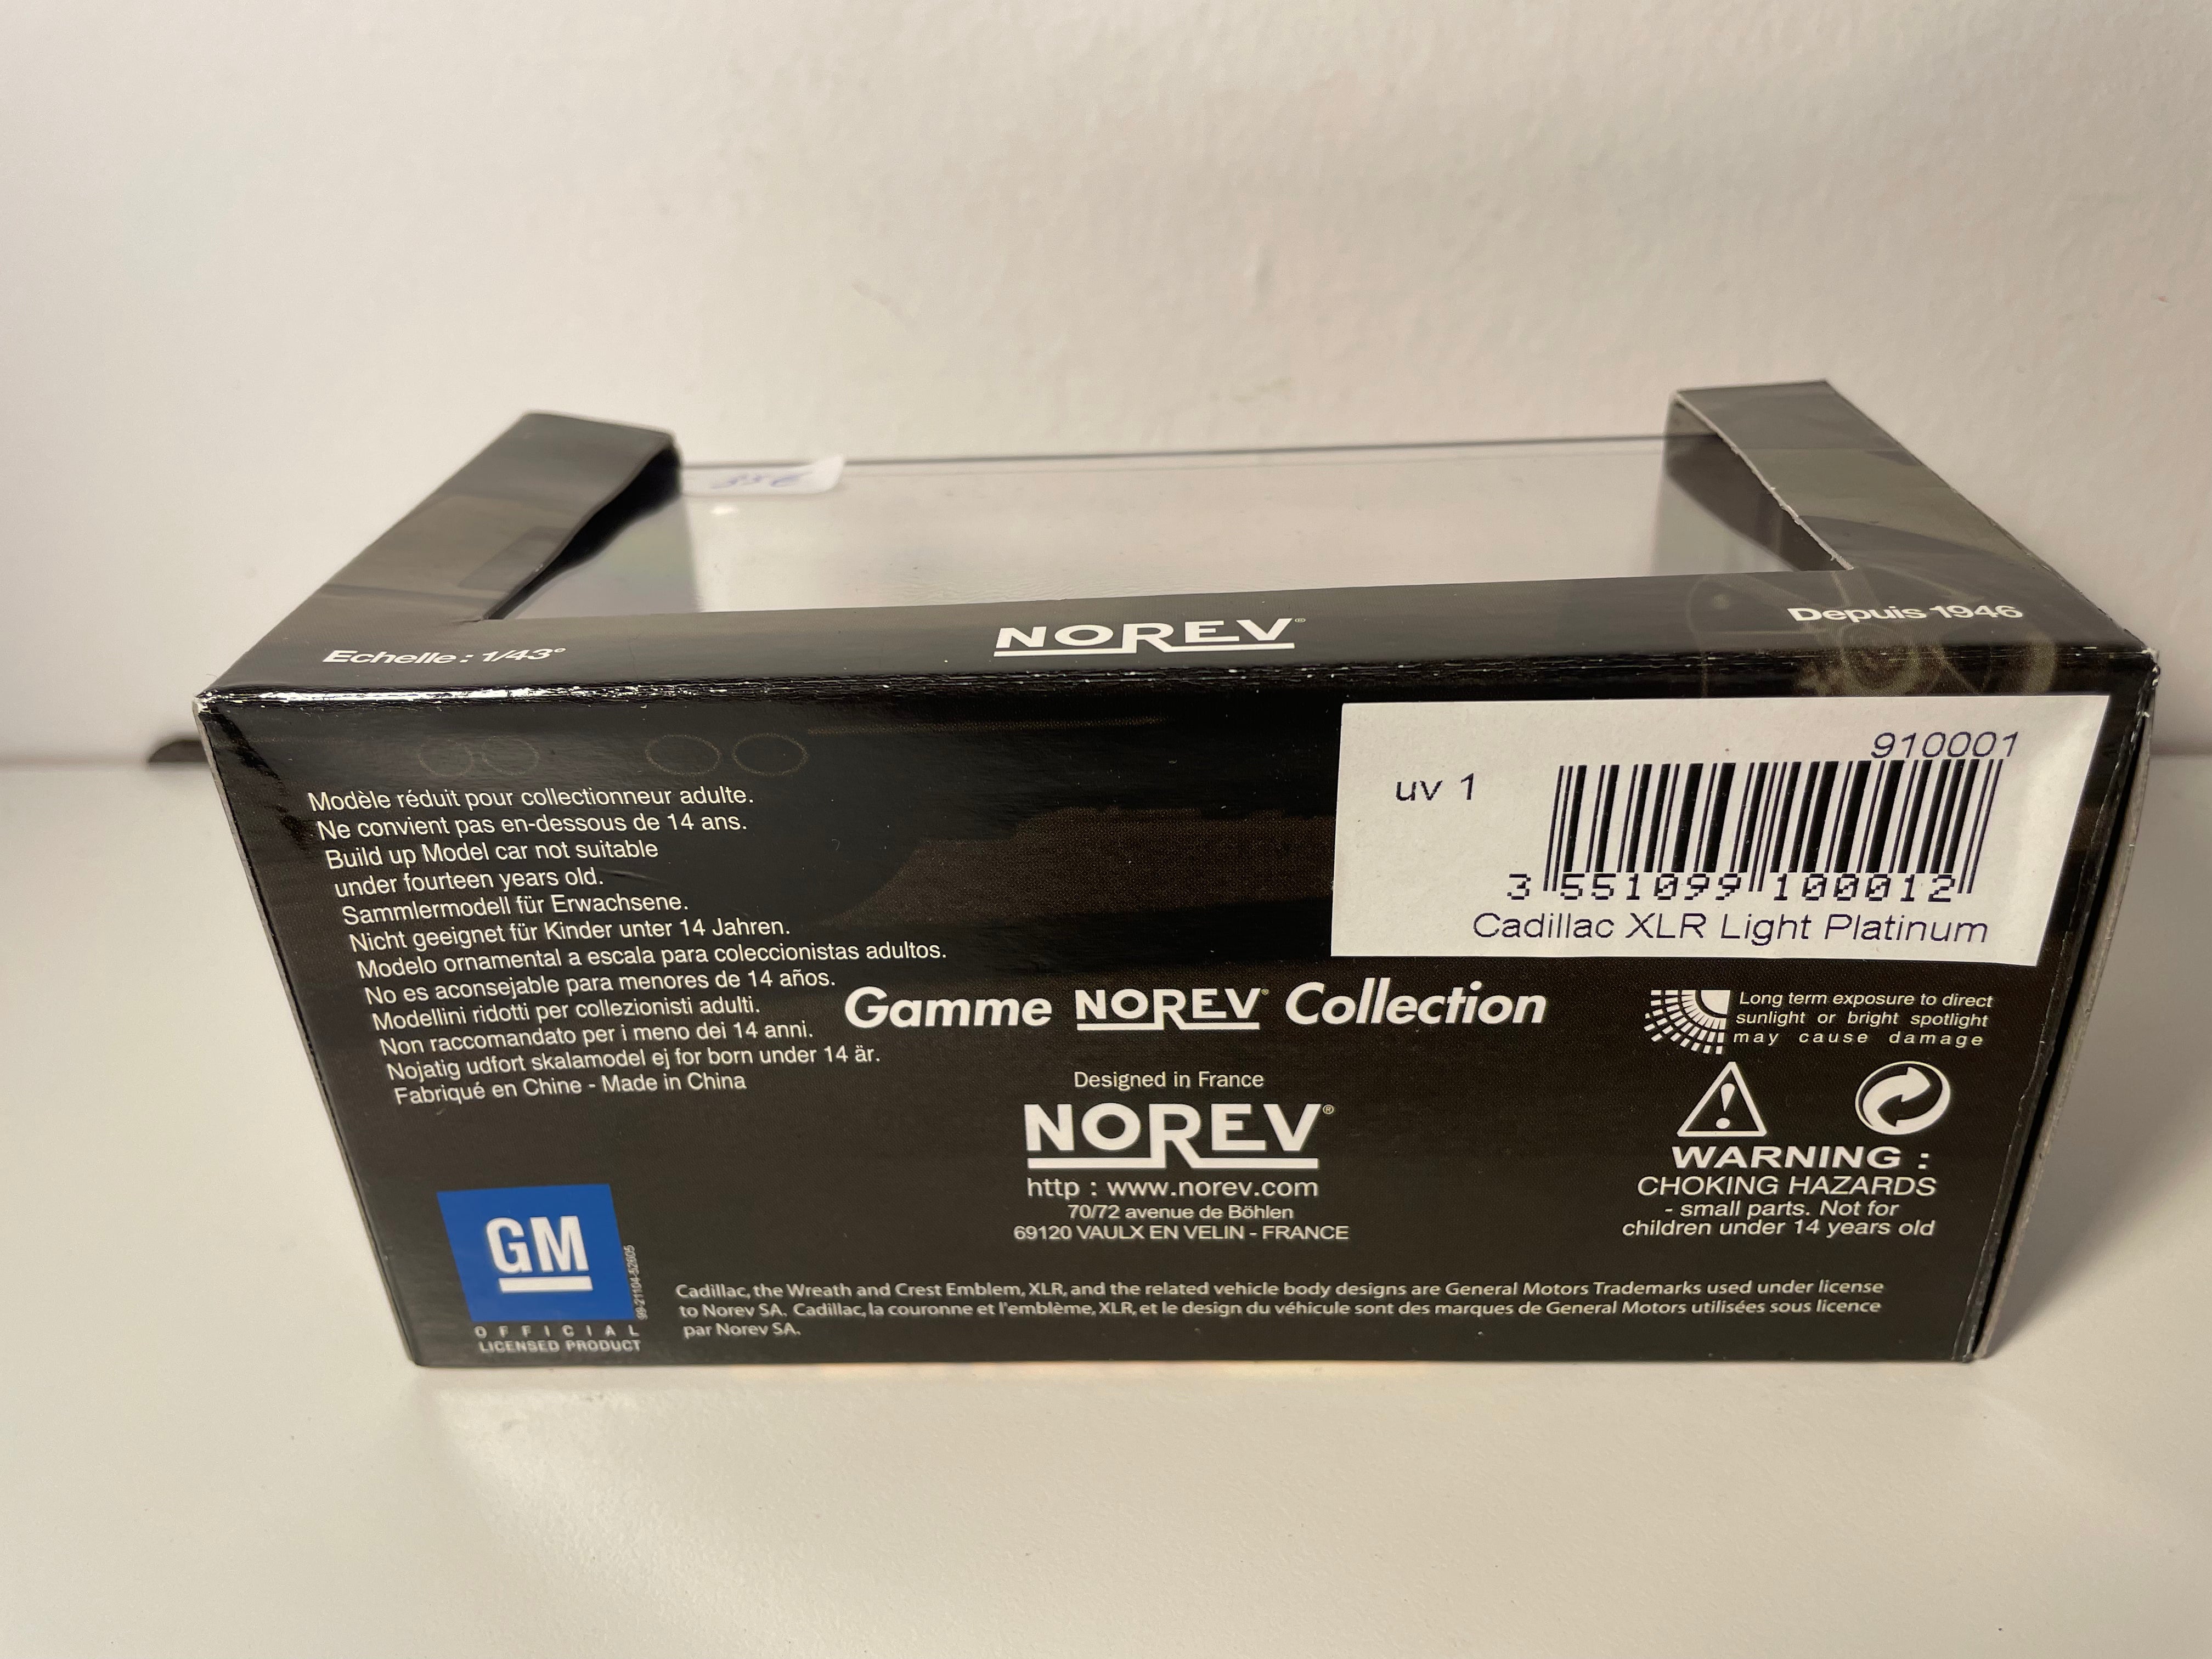 35€
Echelle : 1/43°
NOREV®
Depuis 1946
910001
uv 1
3 551099 100012
Cadillac XLR Light Platinum
Modèle réduit pour collectionneur adulte.
Ne convient pas en-dessous de 14 ans.
Build up Model car not suitable
under fourteen years old.
Sammlermodell für Erwachsene.
Nicht geeignet für Kinder unter 14 Jahren.
Modelo ornamental a escala para coleccionistas adultos.
No es aconsejable para menores de 14 años.
Modellini ridotti per collezionisti adulti.
Non raccomandato per i meno dei 14 anni.
Nojatig udfort skalamodel ej for born under 14 är.
Fabriqué en Chine - Made in China
Gamme NOREV® Collection
Designed in France
NOREV®
http : www.norev.com
70/72 avenue de Böhlen
69120 VAULX EN VELIN - FRANCE
Long term exposure to direct
sunlight or bright spotlight
may cause damage
WARNING :
CHOKING HAZARDS
- small parts. Not for
children under 14 years old
GM
99-21104-52605
OFFICIAL
LICENSED PRODUCT
Cadillac, the Wreath and Crest Emblem, XLR, and the related vehicle body designs are General Motors Trademarks used under license
to Norev SA. Cadillac, la couronne et l'emblème, XLR, et le design du véhicule sont des marques de General Motors utilisées sous licence
par Norev SA.